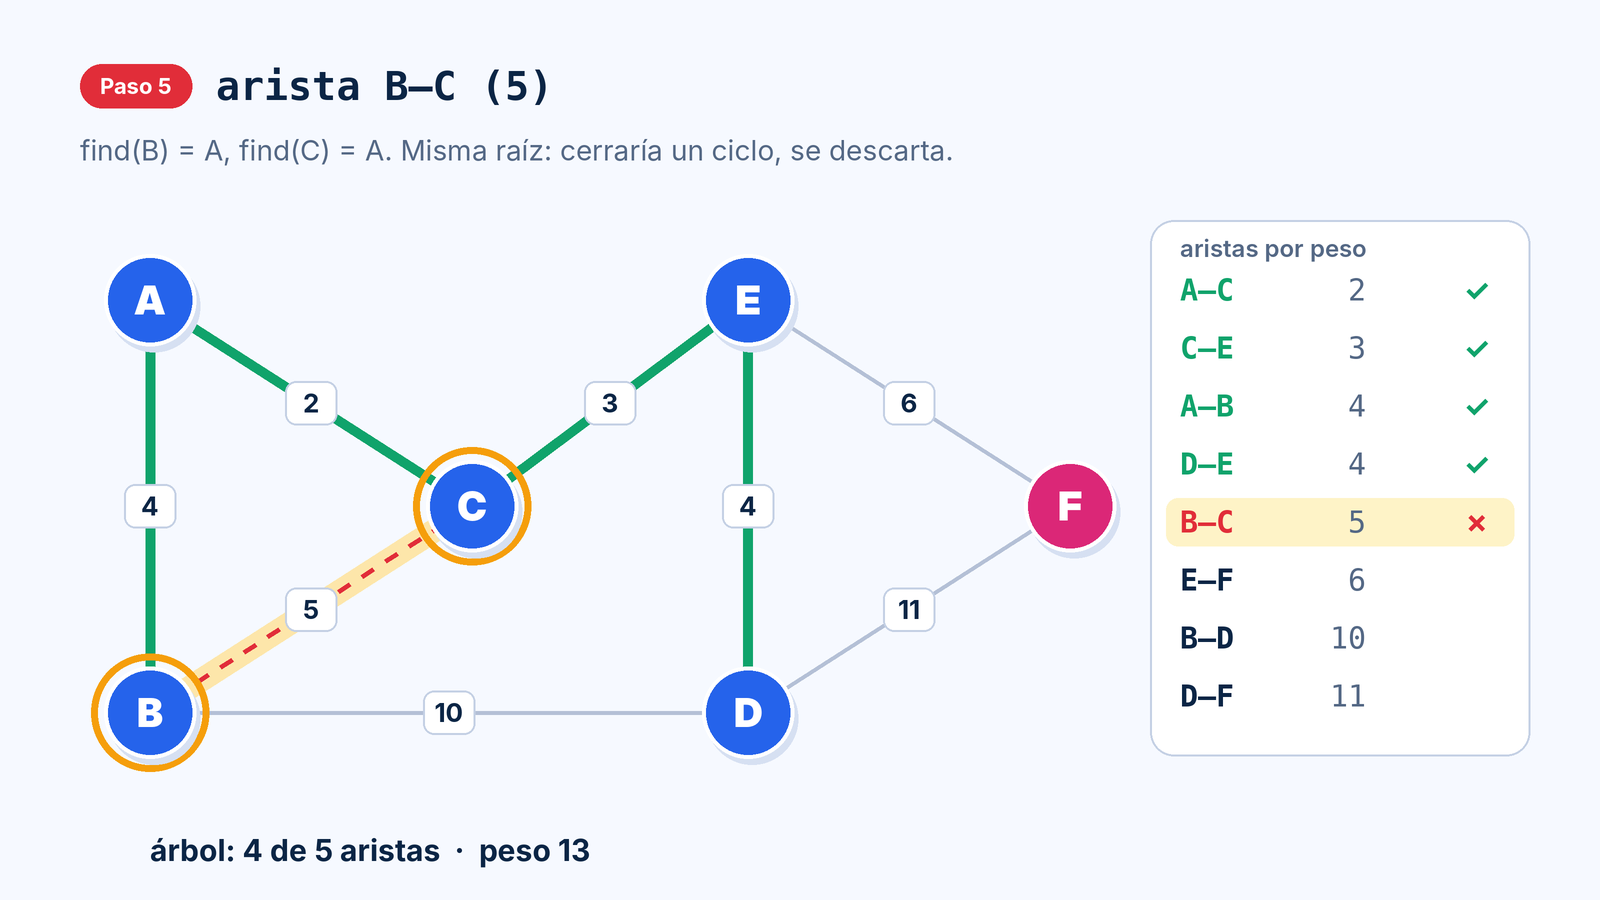 Paso 5 arista B–C (5)
find(B) = A, find(C) = A. Misma raíz: cerraría un ciclo, se descarta.
aristas por peso
A–C 2 ✓
C–E 3 ✓
A–B 4 ✓
D–E 4 ✓
B–C 5 ×
E–F 6
B–D 10
D–F 11
A
E
2
3
6
4
C
4
F
5
11
B
10
D
árbol: 4 de 5 aristas · peso 13